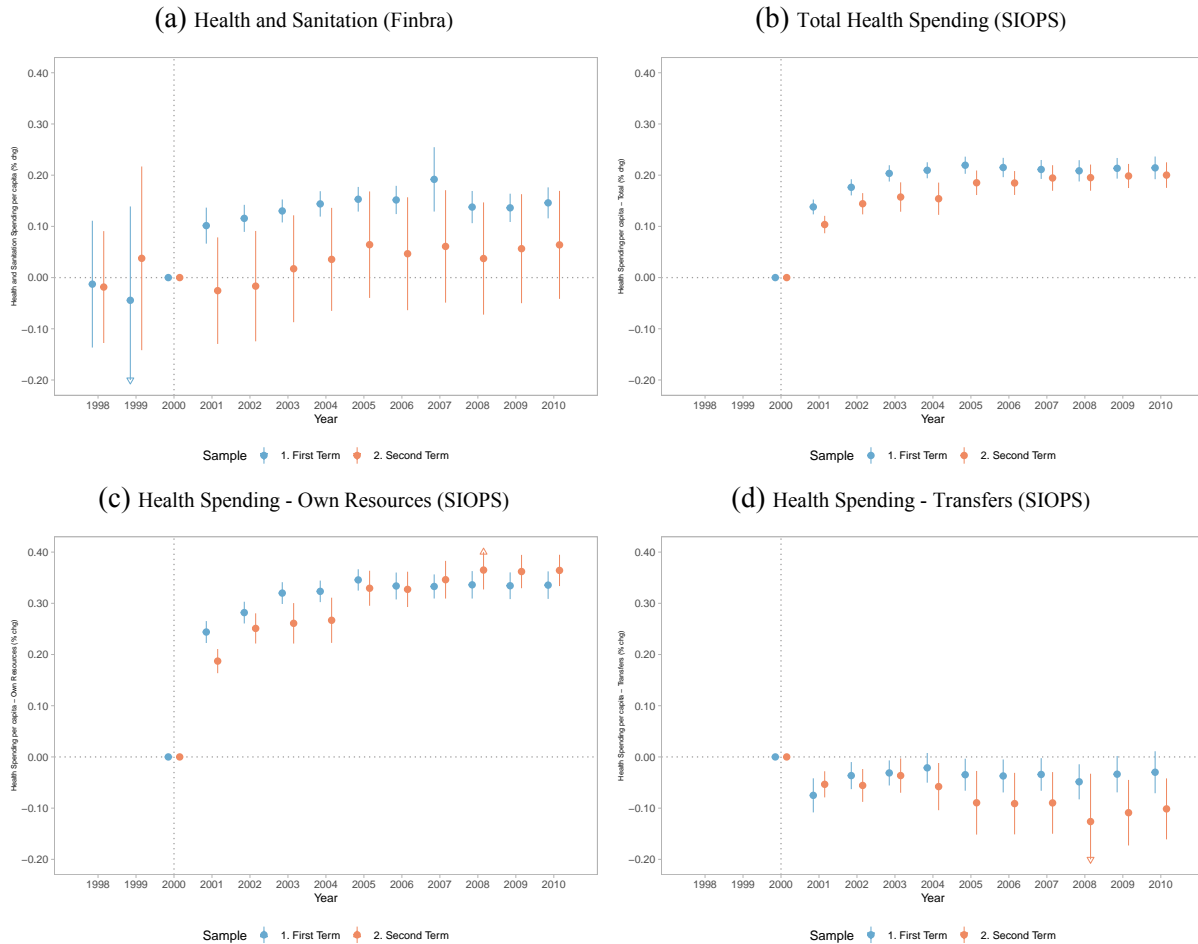 (a) Health and Sanitation (Finbra)
Health and Sanitation Spending per capita (% chg)
0.40
0.30
0.20
0.10
0.00
−0.10
−0.20
1998 1999 2000 2001 2002 2003 2004 2005 2006 2007 2008 2009 2010
Year
Sample 1. First Term 2. Second Term
(b) Total Health Spending (SIOPS)
Health Spending per capita − Total (% chg)
0.40
0.30
0.20
0.10
0.00
−0.10
−0.20
1998 1999 2000 2001 2002 2003 2004 2005 2006 2007 2008 2009 2010
Year
Sample 1. First Term 2. Second Term
(c) Health Spending - Own Resources (SIOPS)
Health Spending per capita − Own Resources (% chg)
0.40
0.30
0.20
0.10
0.00
−0.10
−0.20
1998 1999 2000 2001 2002 2003 2004 2005 2006 2007 2008 2009 2010
Year
Sample 1. First Term 2. Second Term
(d) Health Spending - Transfers (SIOPS)
Health Spending per capita − Transfers (% chg)
0.40
0.30
0.20
0.10
0.00
−0.10
−0.20
1998 1999 2000 2001 2002 2003 2004 2005 2006 2007 2008 2009 2010
Year
Sample 1. First Term 2. Second Term